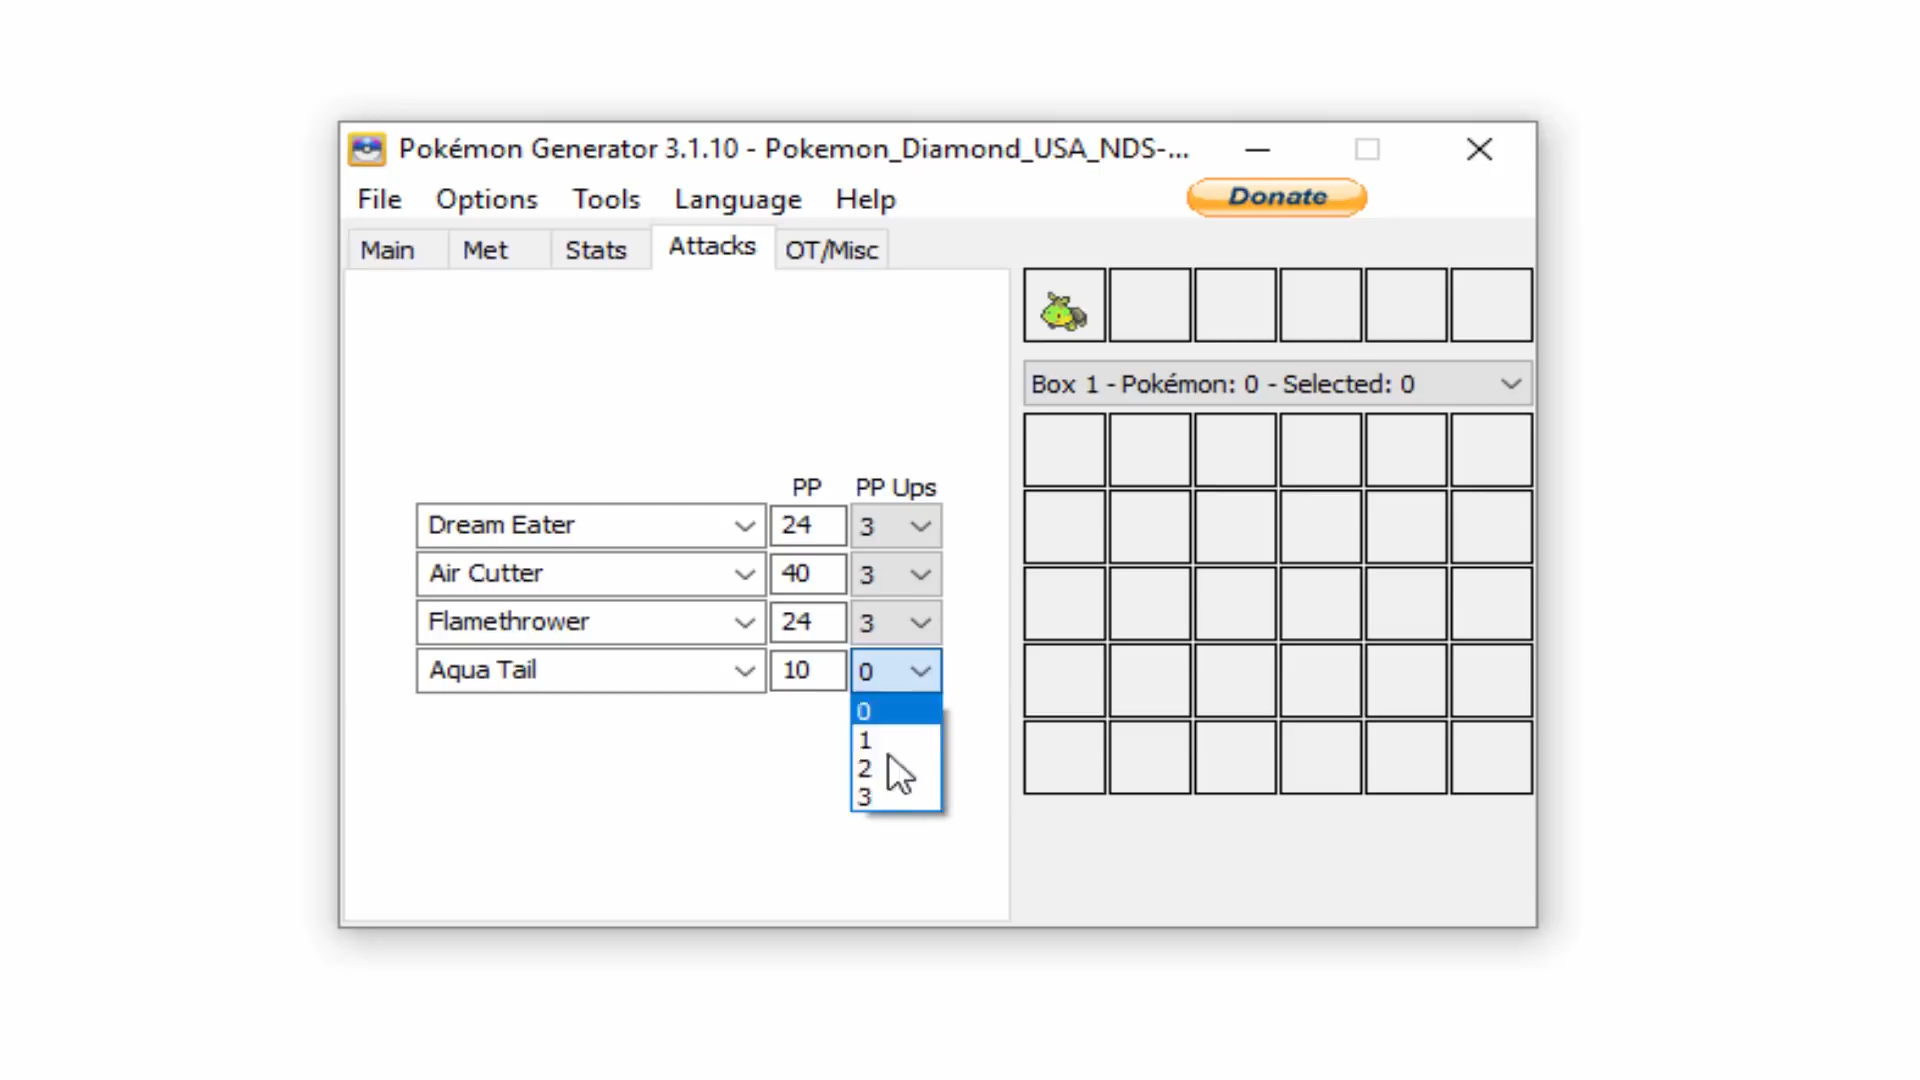 Pokémon Generator 3.1.10 - Pokemon_Diamond_USA_NDS-...
File Options Tools Language Help Donate
Main Met Stats Attacks OT/Misc
Box 1 - Pokémon: 0 - Selected: 0
PP PP Ups
Dream Eater 24 3
Air Cutter 40 3
Flamethrower 24 3
Aqua Tail 10 0
0
1
2
3